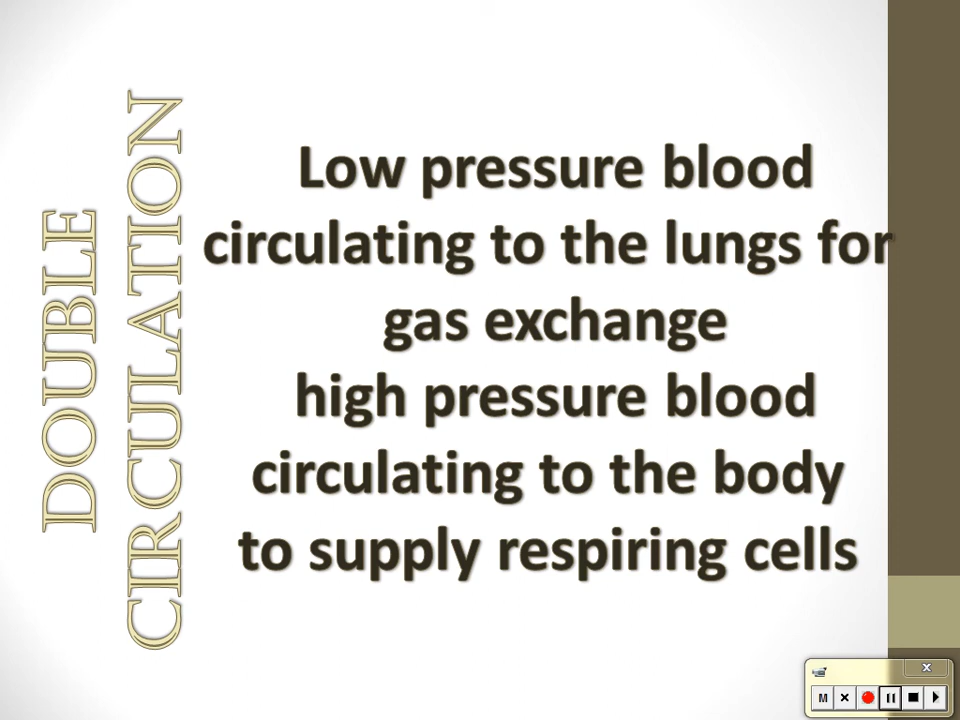 DOUBLE
CIRCULATION
Low pressure blood
circulating to the lungs for
gas exchange
high pressure blood
circulating to the body
to supply respiring cells
x
M